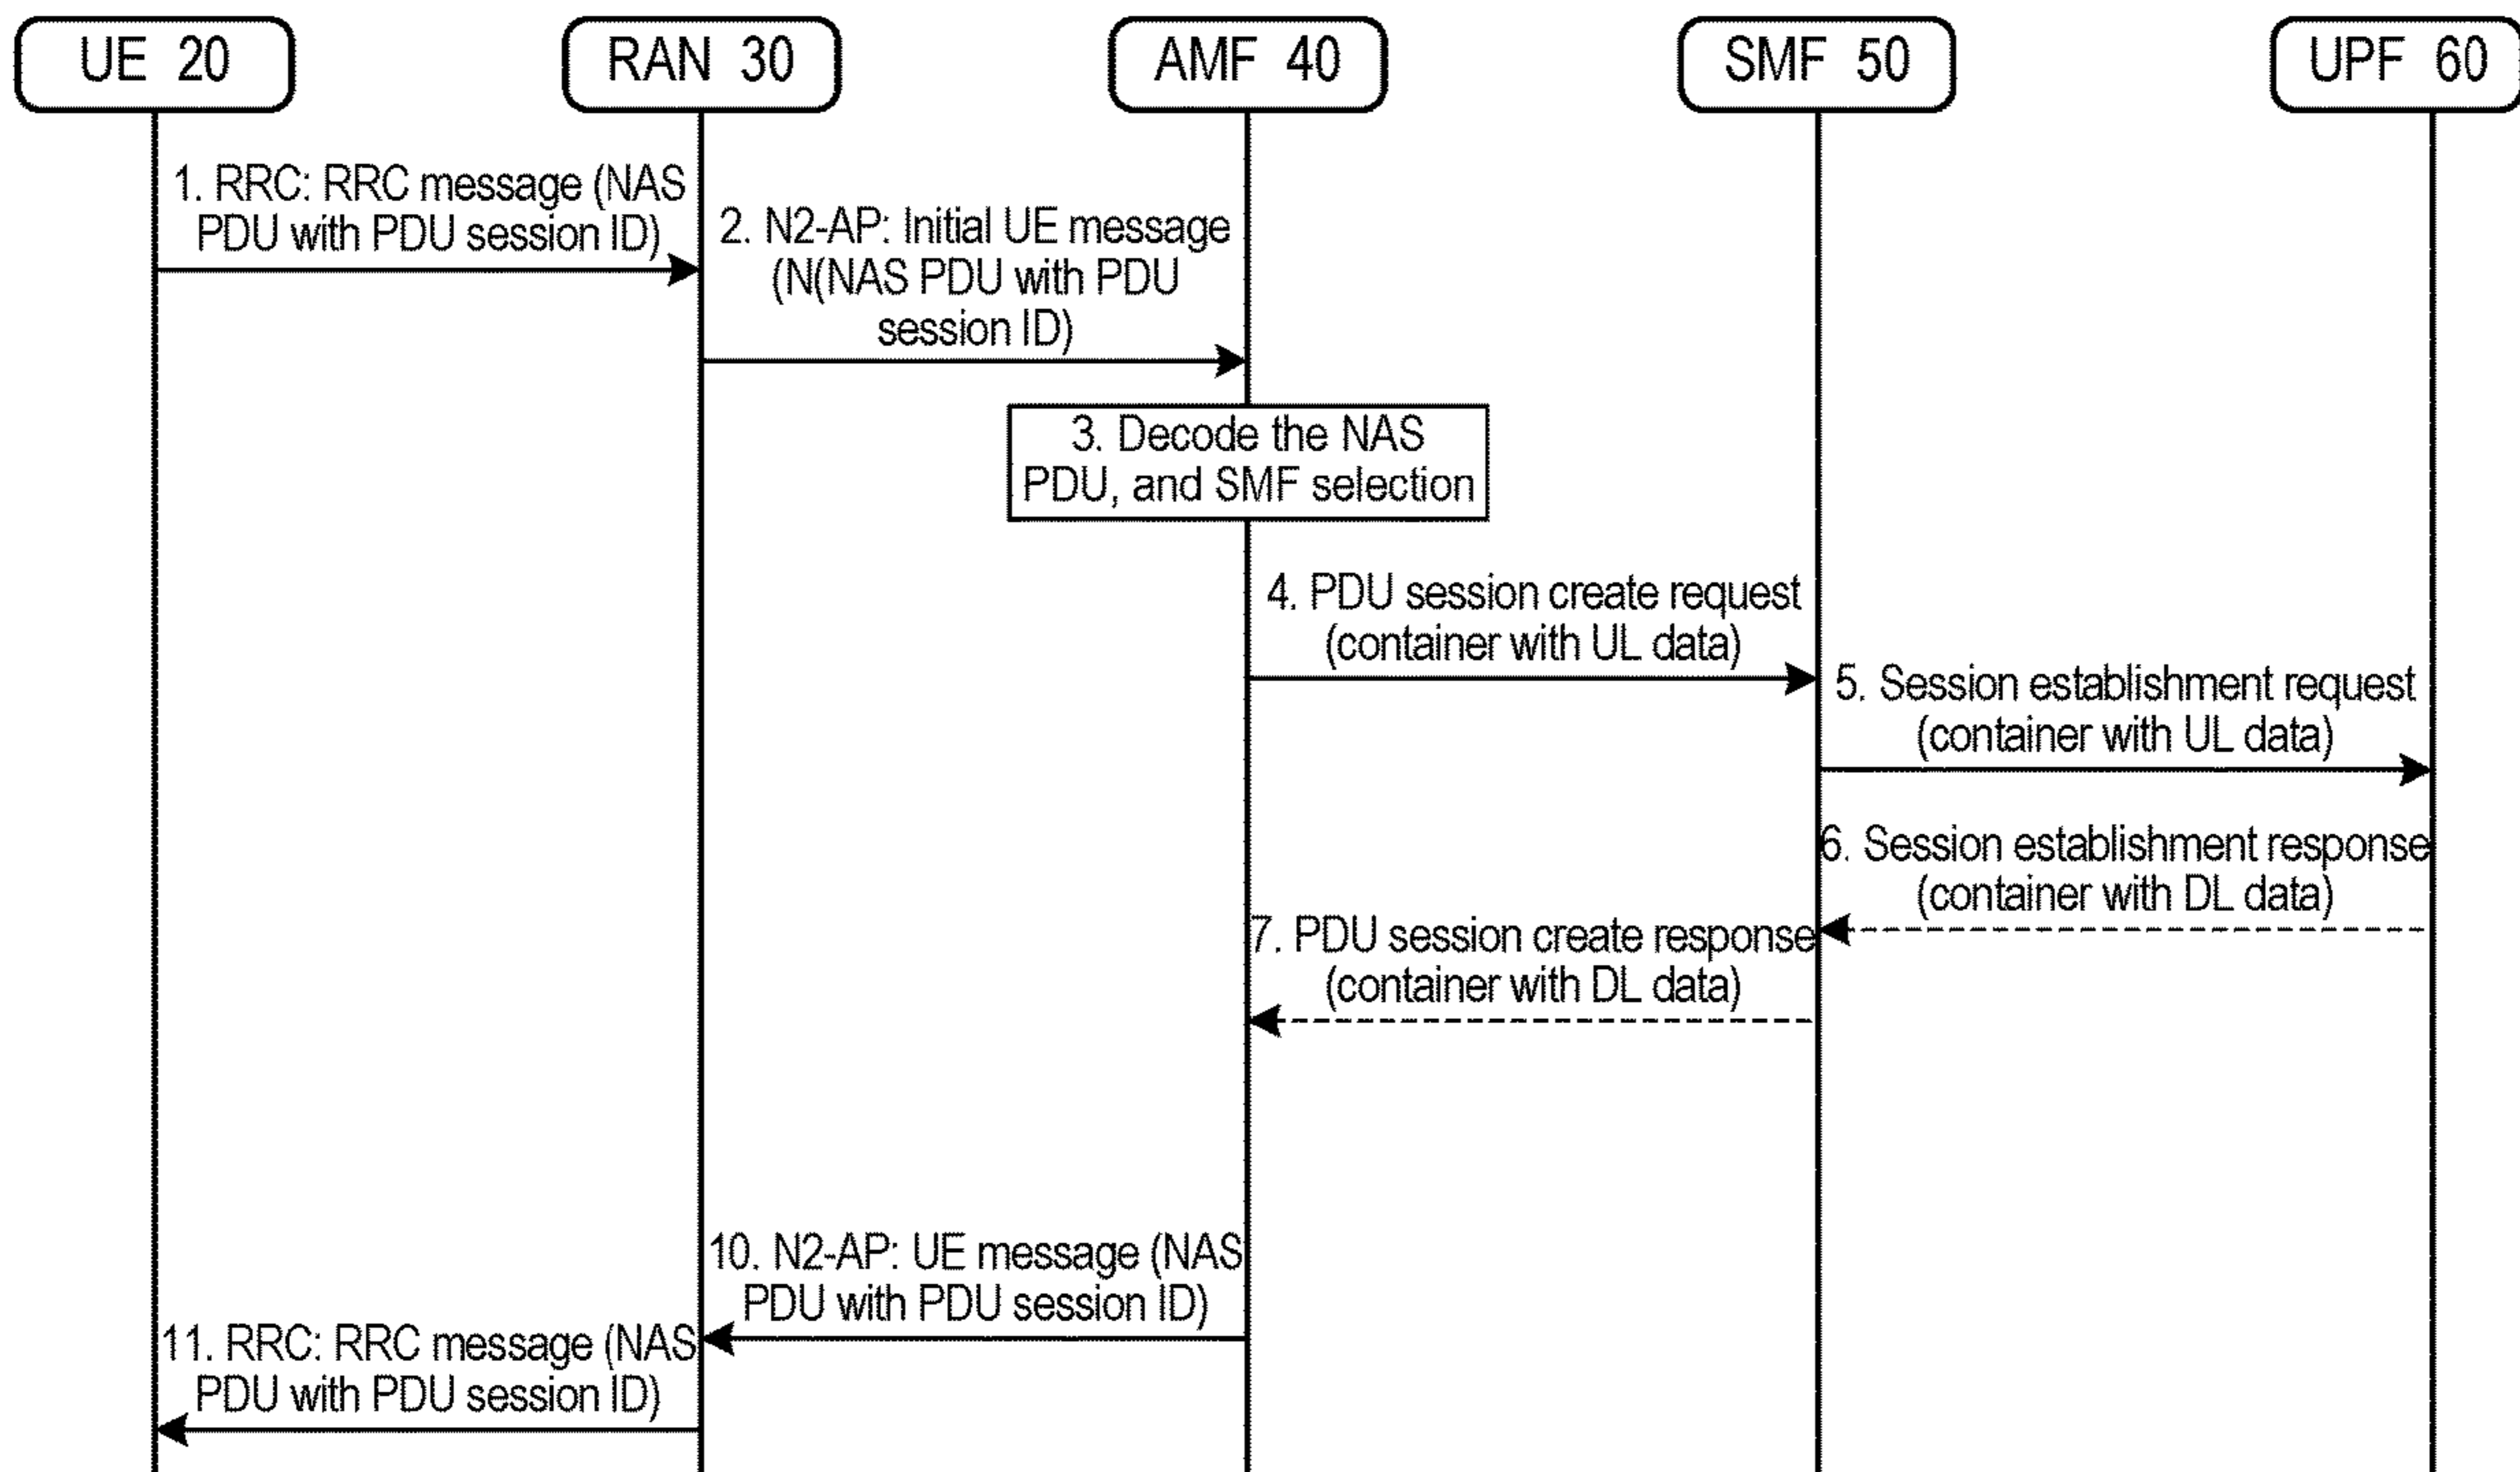 UE 20
RAN 30
AMF 40
SMF 50
UPF 60
1. RRC: RRC message (NAS
PDU with PDU session ID)
2. N2-AP: Initial UE message
(N(NAS PDU with PDU
session ID)
3. Decode the NAS
PDU, and SMF selection
4. PDU session create request
(container with UL data)
5. Session establishment request
(container with UL data)
6. Session establishment response
(container with DL data)
7. PDU session create response
(container with DL data)
10. N2-AP: UE message (NAS
PDU with PDU session ID)
11. RRC: RRC message (NAS
PDU with PDU session ID)